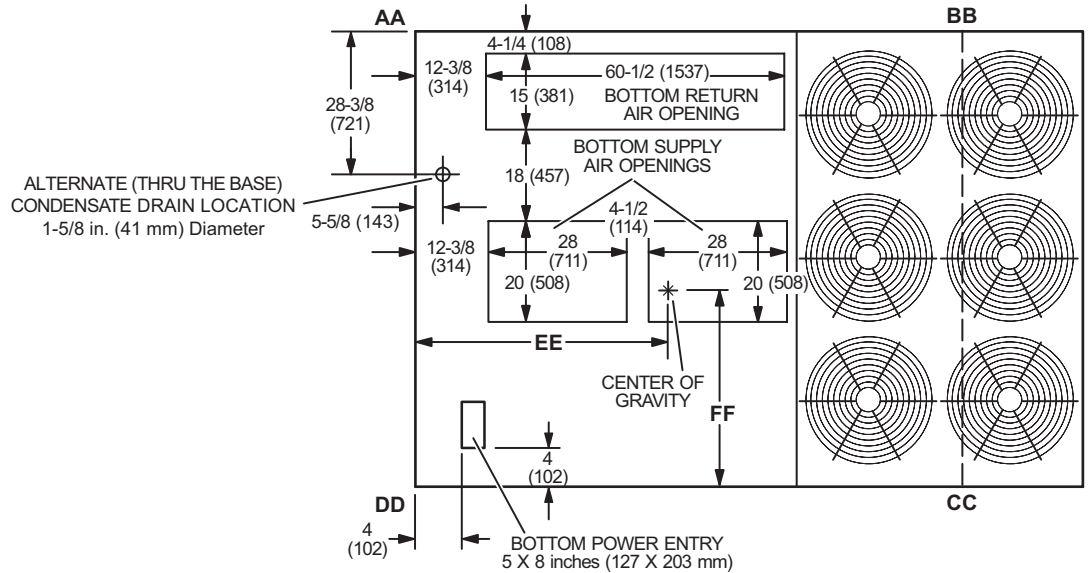 AA
BB
4-1/4 (108)
12-3/8
(314)
60-1/2 (1537)
28-3/8
(721)
15 (381)
BOTTOM RETURN
AIR OPENING
BOTTOM SUPPLY
AIR OPENINGS
18 (457)
ALTERNATE (THRU THE BASE)
CONDENSATE DRAIN LOCATION
1-5/8 in. (41 mm) Diameter
5-5/8 (143)
4-1/2
(114)
12-3/8
(314)
28
(711)
28
(711)
20 (508)
20 (508)
EE
CENTER OF
GRAVITY
FF
4
(102)
DD
CC
4
(102)
BOTTOM POWER ENTRY
5 X 8 inches (127 X 203 mm)